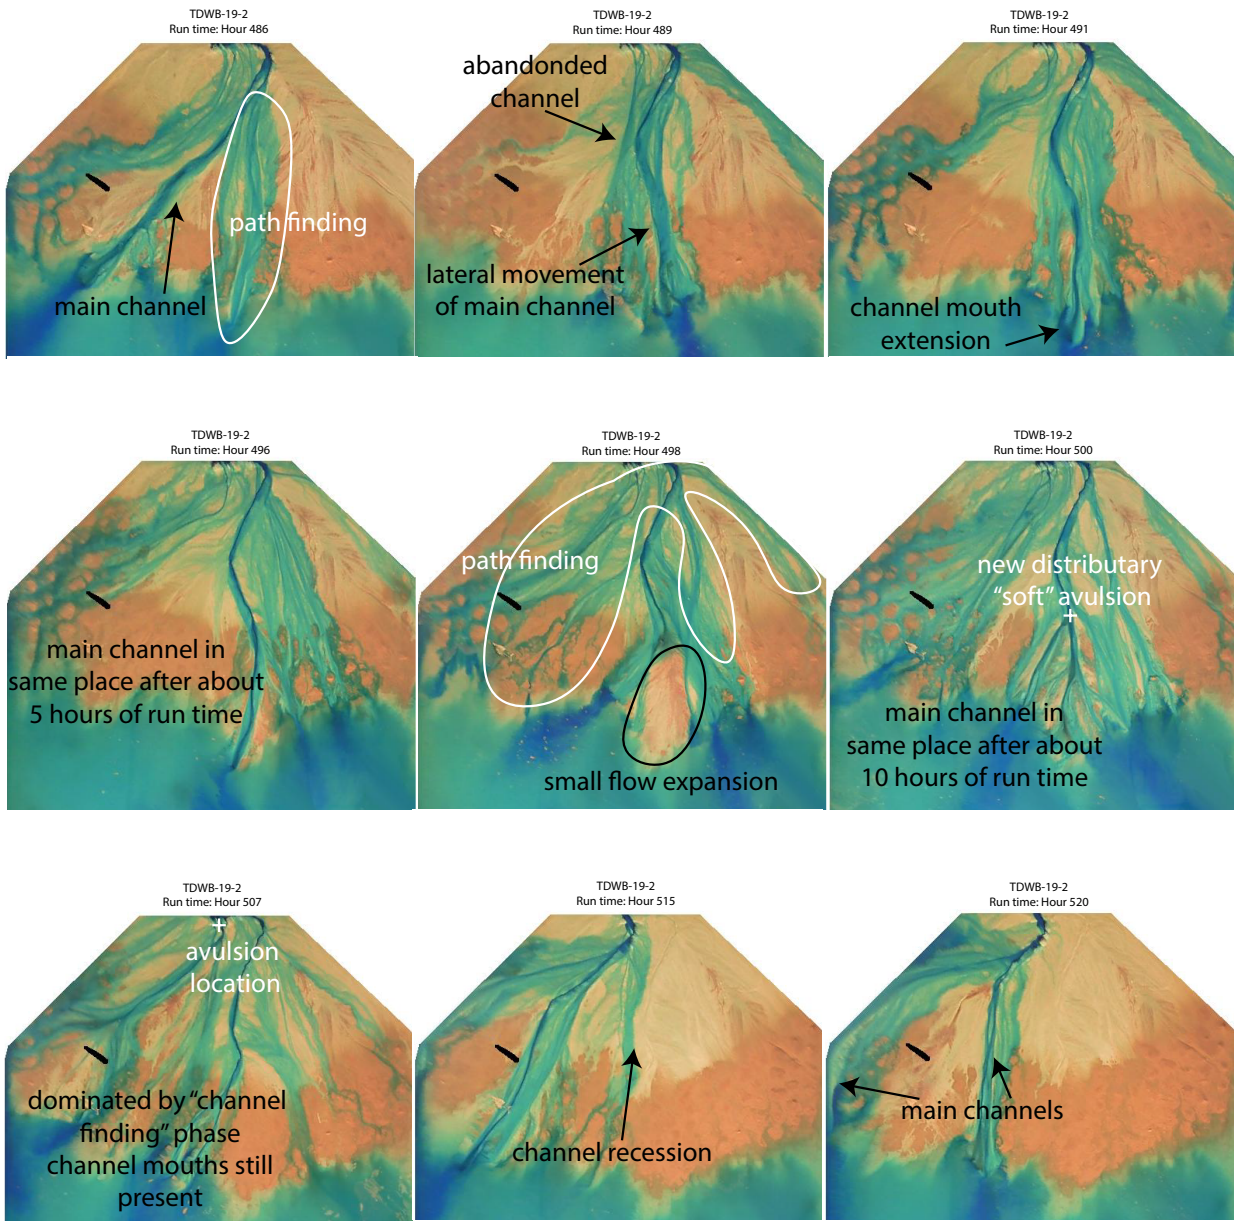 TDWB-19-2
Run time: Hour 486
path finding
main channel
TDWB-19-2
Run time: Hour 489
abandonded
channel
lateral movement
of main channel
TDWB-19-2
Run time: Hour 491
channel mouth
extension
TDWB-19-2
Run time: Hour 496
main channel in
same place after about
5 hours of run time
TDWB-19-2
Run time: Hour 498
path finding
small flow expansion
TDWB-19-2
Run time: Hour 500
new distributary
“soft” avulsion
main channel in
same place after about
10 hours of run time
TDWB-19-2
Run time: Hour 507
avulsion
location
dominated by “channel
finding” phase
channel mouths still
present
TDWB-19-2
Run time: Hour 515
channel recession
TDWB-19-2
Run time: Hour 520
main channels